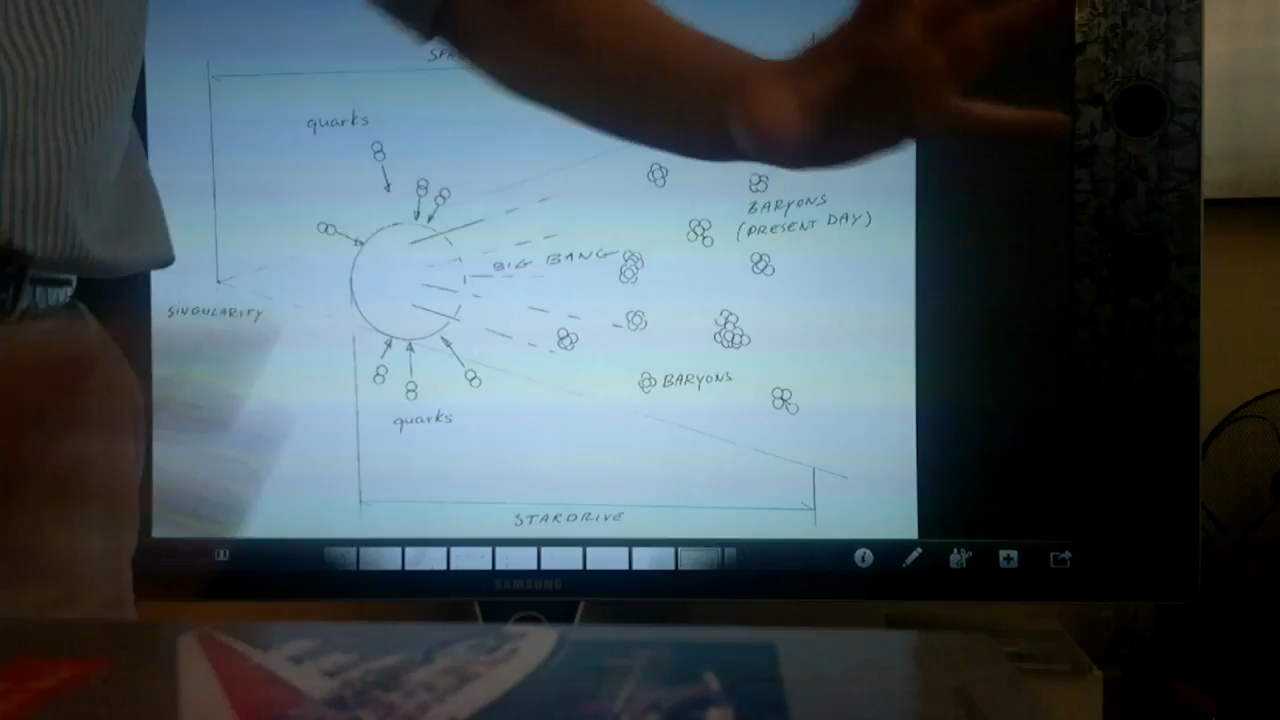 quarks
BARYONS
(PRESENT DAY)
BIG BANG
SINGULARITY
BARYONS
quarks
STARDRIVE
SAMSUNG